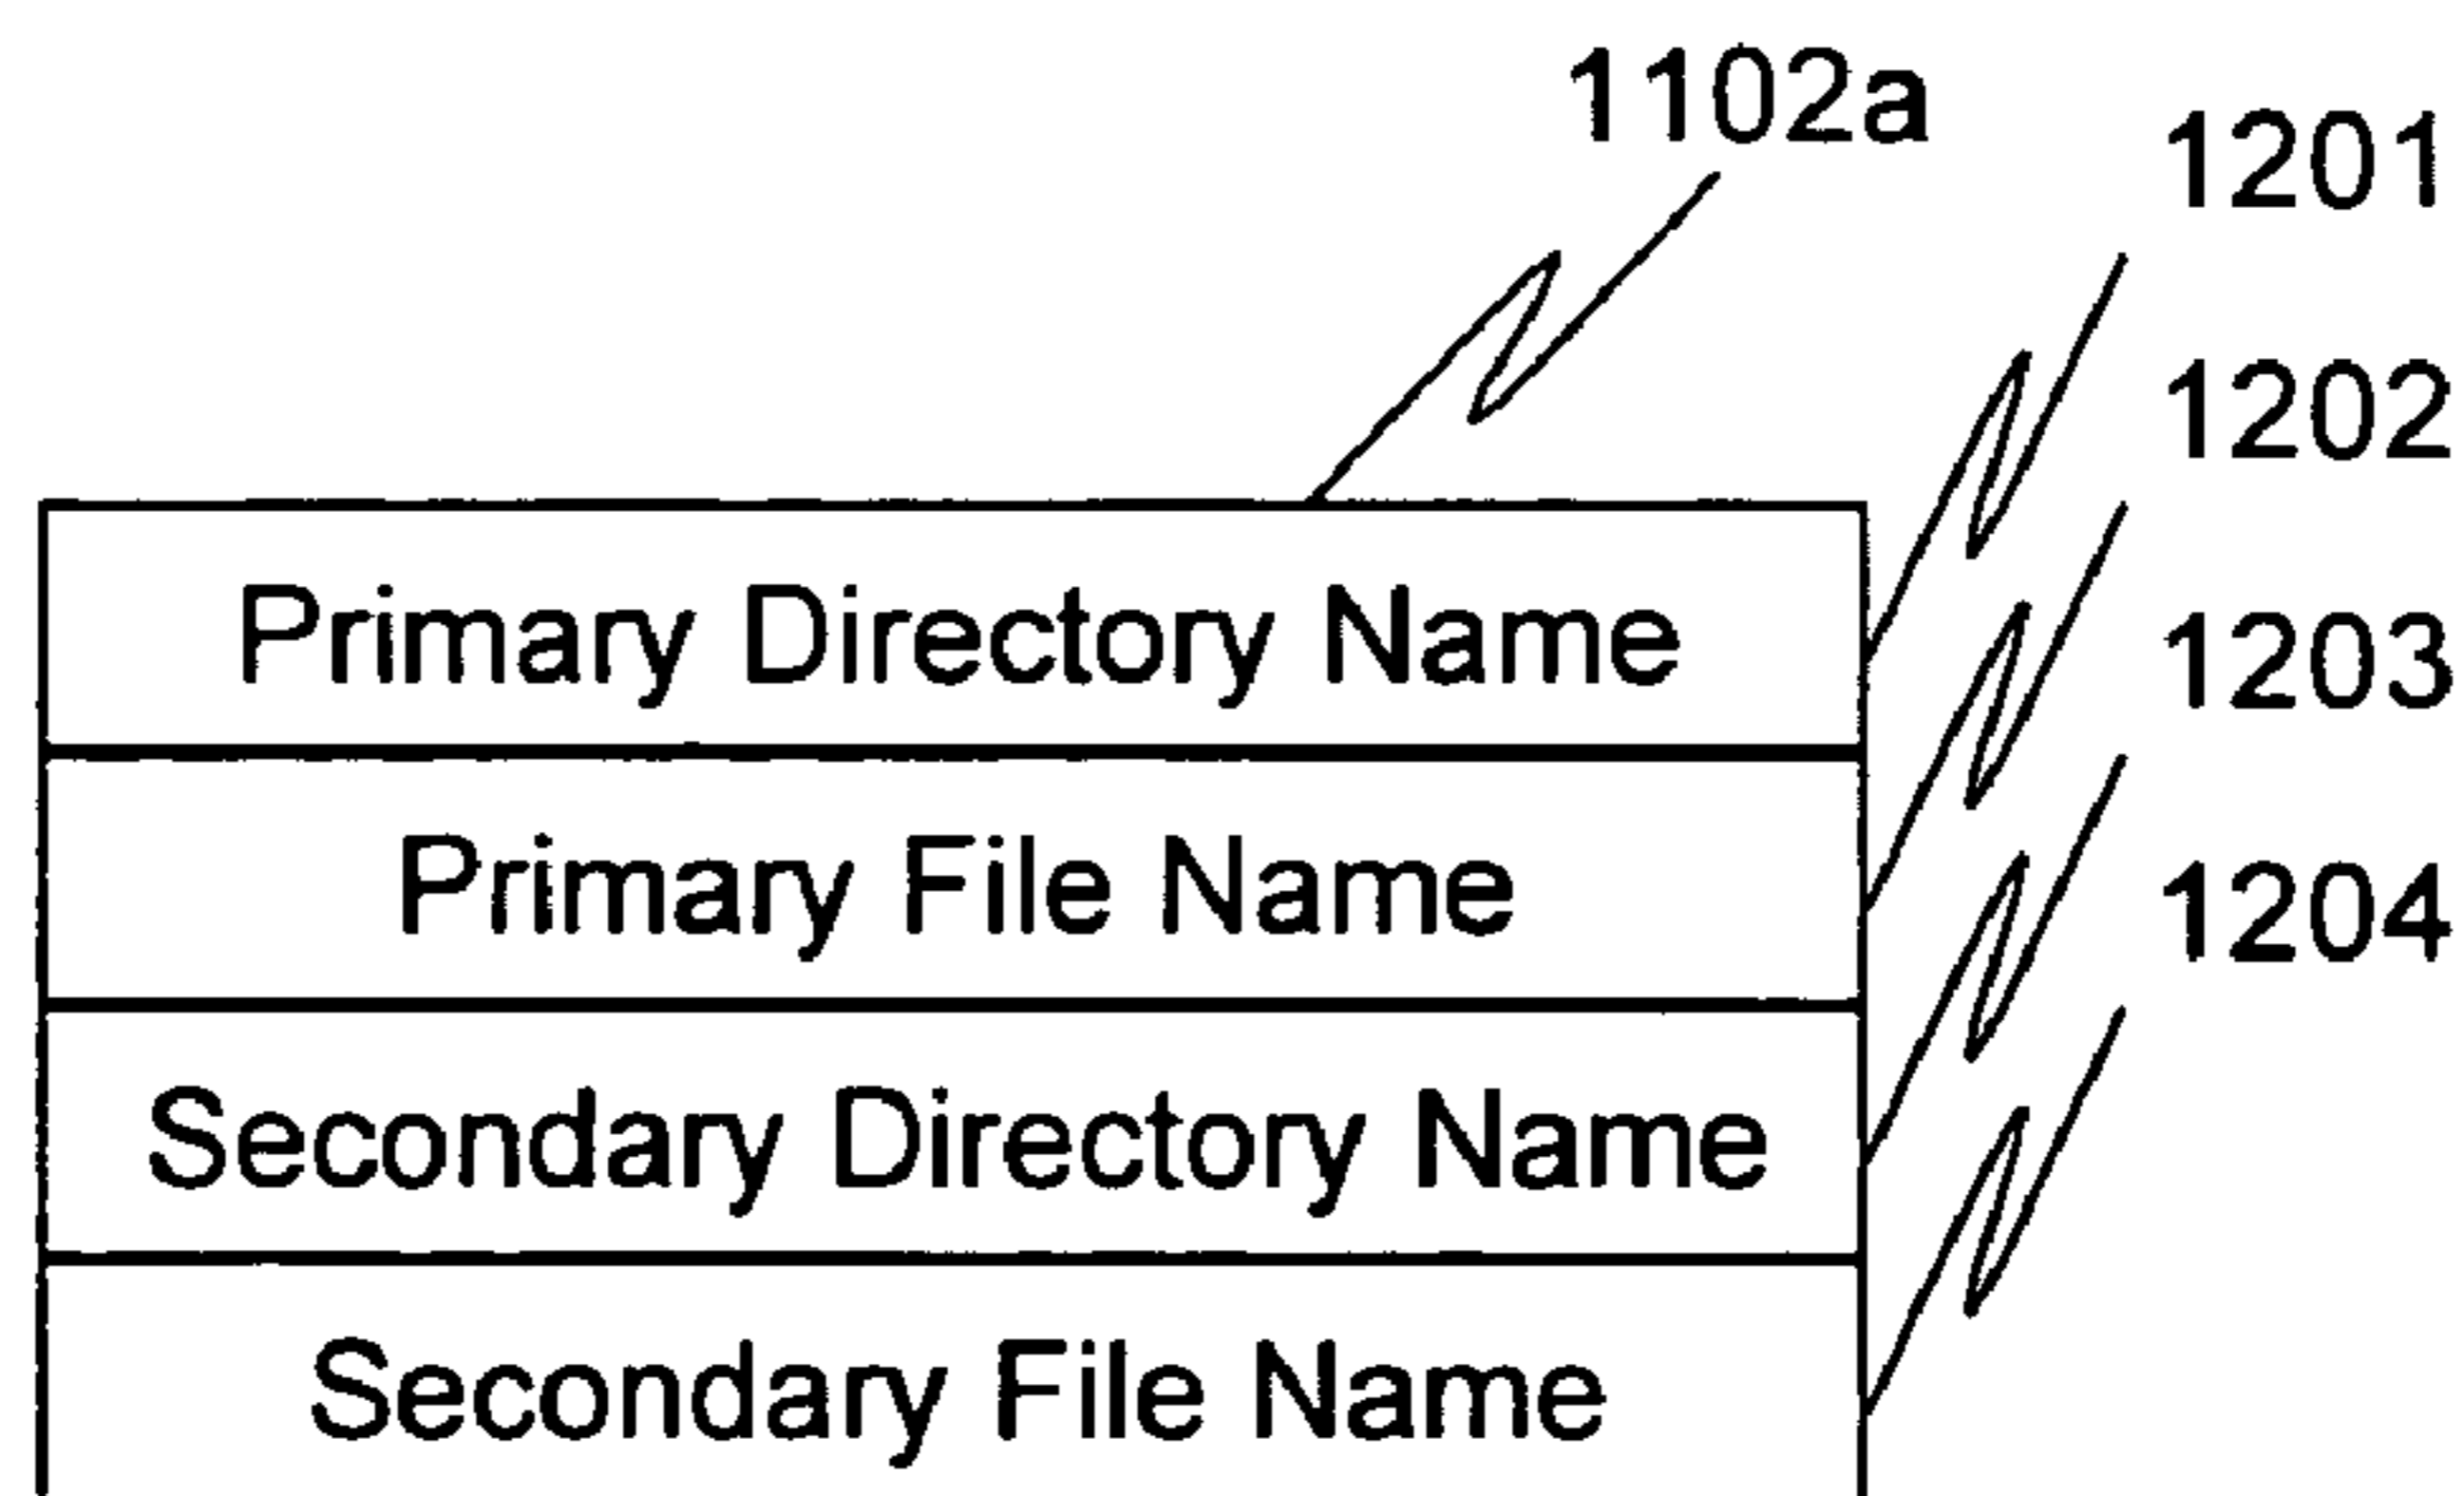 1102a
1201
1202
Primary Directory Name
1203
Primary File Name
1204
Secondary Directory Name
Secondary File Name